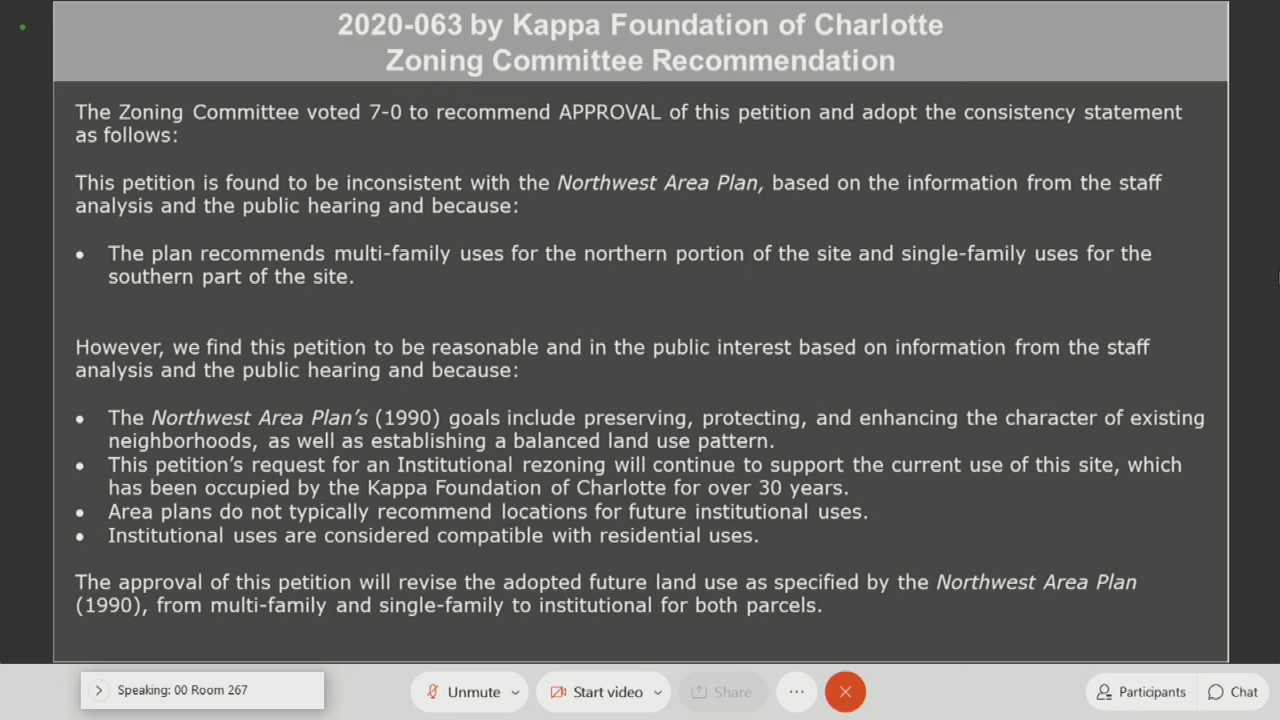 2020-063 by Kappa Foundation of Charlotte
Zoning Committee Recommendation
The Zoning Committee voted 7-0 to recommend APPROVAL of this petition and adopt the consistency statement
as follows:
This petition is found to be inconsistent with the Northwest Area Plan, based on the information from the staff
analysis and the public hearing and because:
• The plan recommends multi-family uses for the northern portion of the site and single-family uses for the
southern part of the site.
However, we find this petition to be reasonable and in the public interest based on information from the staff
analysis and the public hearing and because:
• The Northwest Area Plan's (1990) goals include preserving, protecting, and enhancing the character of existing
neighborhoods, as well as establishing a balanced land use pattern.
• This petition's request for an Institutional rezoning will continue to support the current use of this site, which
has been occupied by the Kappa Foundation of Charlotte for over 30 years.
• Area plans do not typically recommend locations for future institutional uses.
• Institutional uses are considered compatible with residential uses.
The approval of this petition will revise the adopted future land use as specified by the Northwest Area Plan
(1990), from multi-family and single-family to institutional for both parcels.
Speaking: 00 Room 267
Unmute
Start video
Share
Participants
Chat